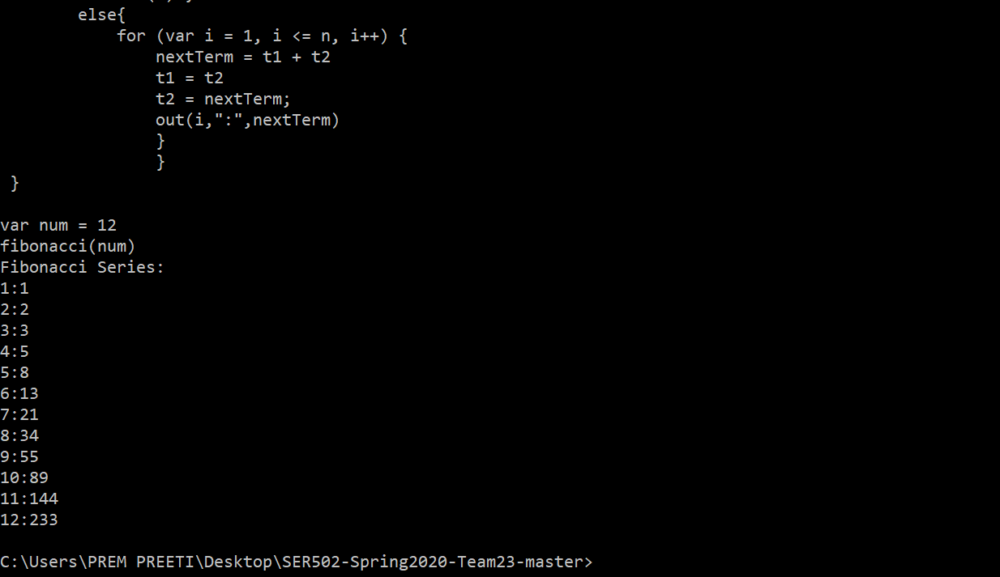 else{
for (var i = 1, i <= n, i++) {
nextTerm = t1 + t2
t1 = t2
t2 = nextTerm;
out(i,":",nextTerm)
}
}
}
var num = 12
fibonacci(num)
Fibonacci Series:
1:1
2:2
3:3
4:5
5:8
6:13
7:21
8:34
9:55
10:89
11:144
12:233
C:\Users\PREM PREETI\Desktop\SER502-Spring2020-Team23-master>